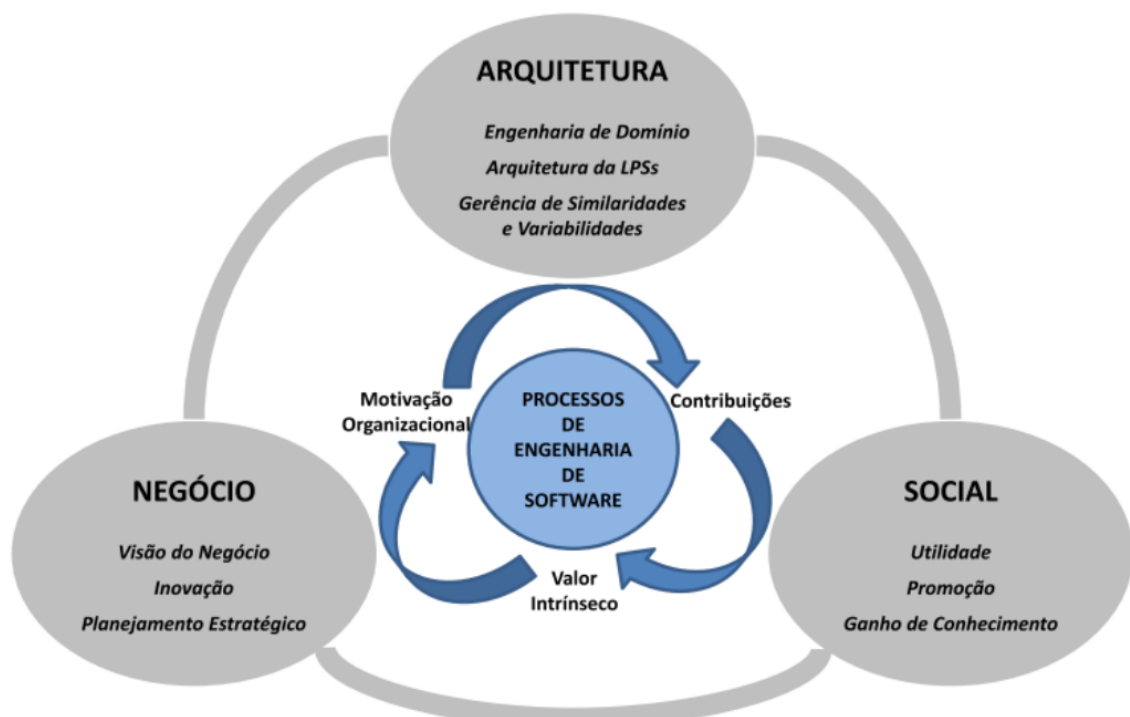 ARQUITETURA
Engenharia de Domínio
Arquitetura da LPSs
Gerência de Similaridades
e Variabilidades
Motivação
Organizacional
PROCESSOS
DE
ENGENHARIA
DE
SOFTWARE
Contribuições
Valor
Intrínseco
NEGÓCIO
Visão do Negócio
Inovação
Planejamento Estratégico
SOCIAL
Utilidade
Promoção
Ganho de Conhecimento